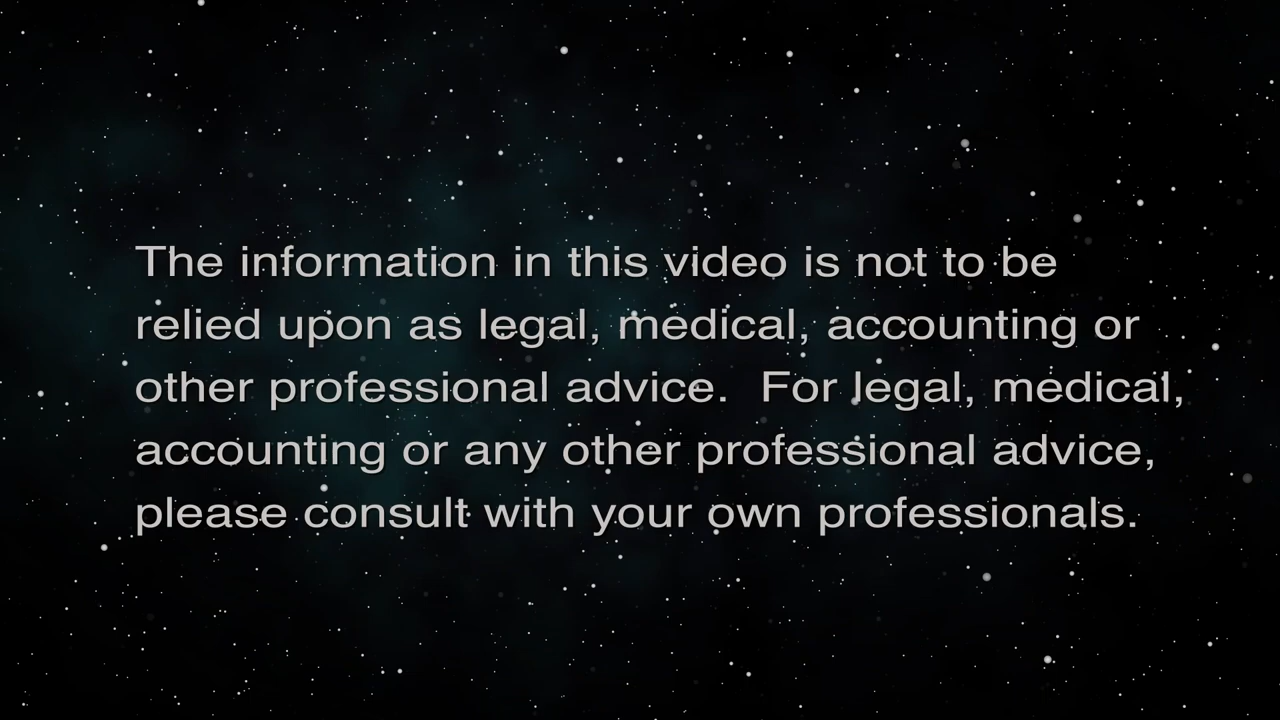 The information in this video is not to be
relied upon as legal, medical, accounting or
other professional advice.  For legal, medical,
accounting or any other professional advice,
please consult with your own professionals.